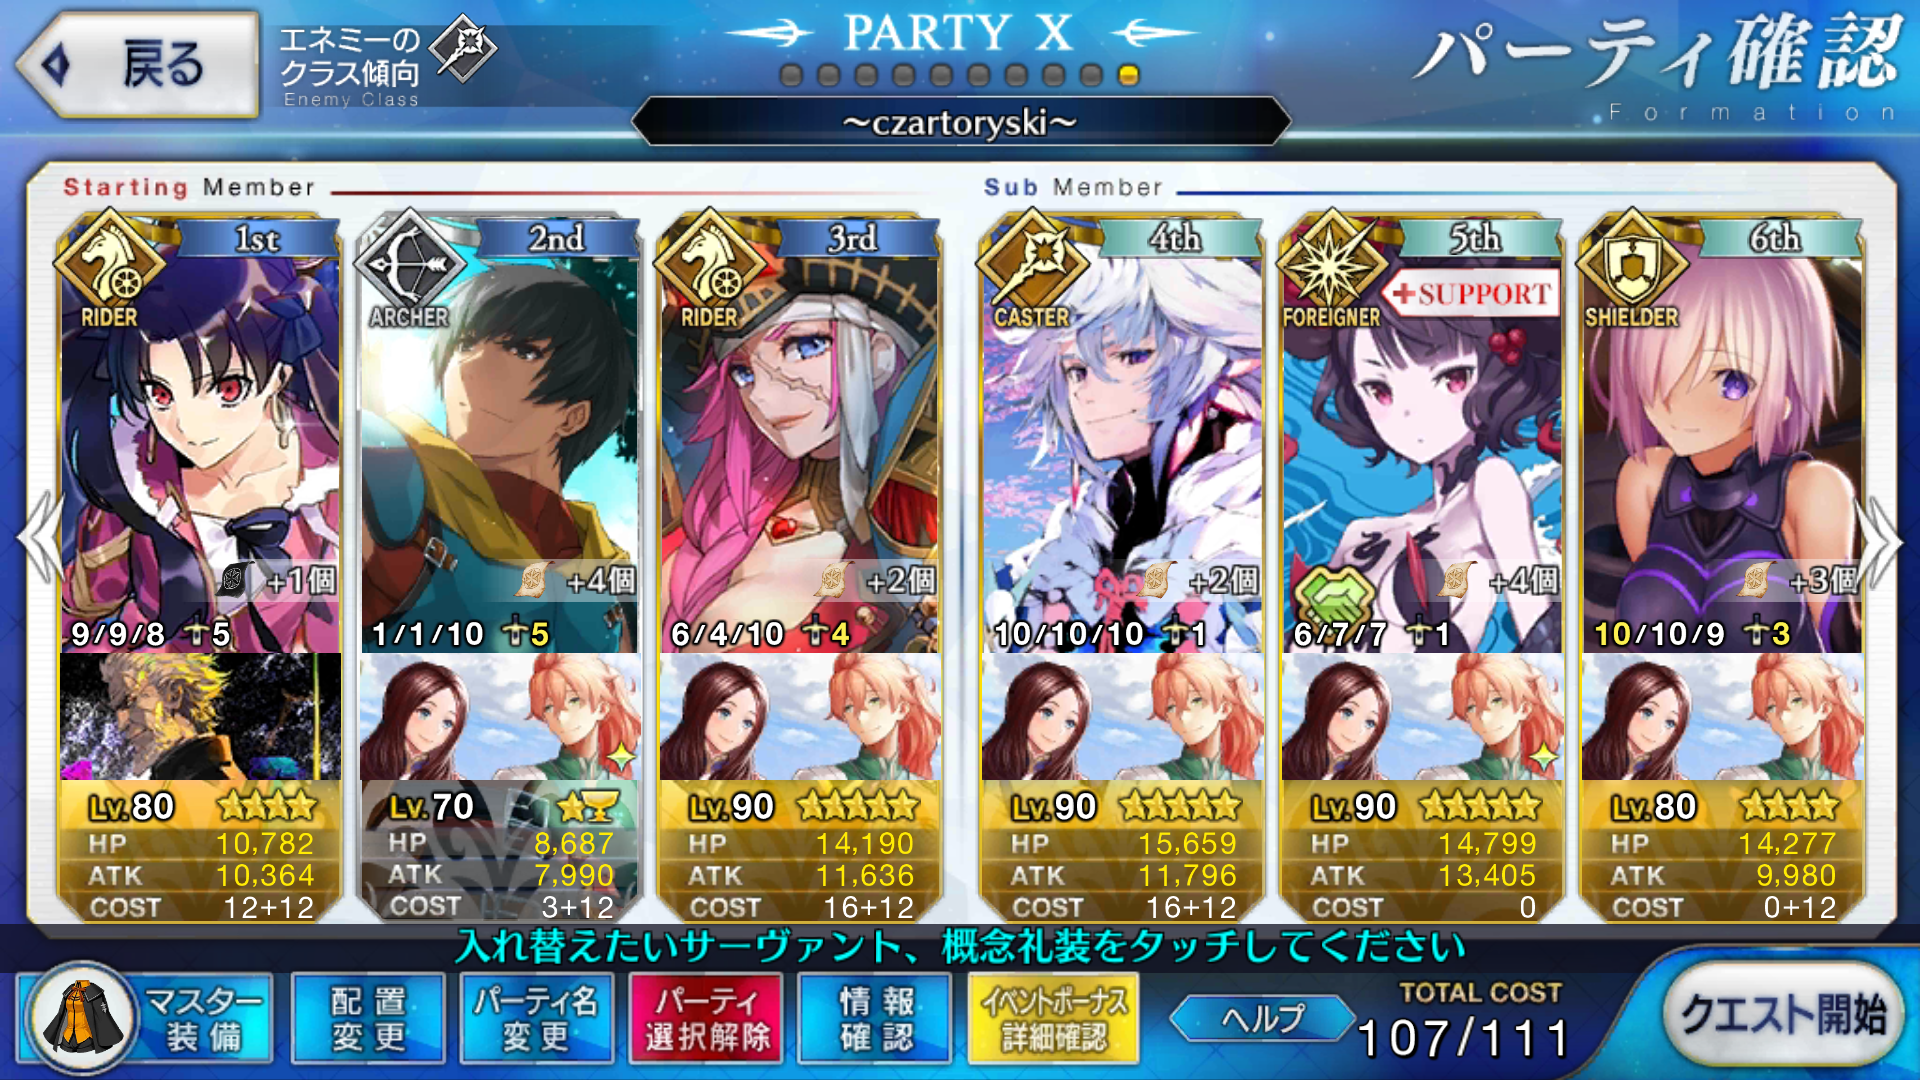 戻る
エネミーの
クラス傾向
Enemy Class
PARTY X
~czartoryski~
パーティ確認
Formation
Starting Member
Sub Member
1st
RIDER
+1個
9/9/8 5
Lv.80
HP 10,782
ATK 10,364
COST 12+12
2nd
ARCHER
+4個
1/1/10 5
Lv.70
HP 8,687
ATK 7,990
COST 3+12
3rd
RIDER
+2個
6/4/10 4
Lv.90
HP 14,190
ATK 11,636
COST 16+12
4th
CASTER
+2個
10/10/10 1
Lv.90
HP 15,659
ATK 11,796
COST 16+12
5th
+SUPPORT
FOREIGNER
+4個
6/7/7 1
Lv.90
HP 14,799
ATK 13,405
COST 0
6th
SHIELDER
+3個
10/10/9 3
Lv.80
HP 14,277
ATK 9,980
COST 0+12
入れ替えたいサーヴァント、概念礼装をタッチしてください
マスター
装備
配置
変更
パーティ名
変更
パーティ
選択解除
情報
確認
イベントボーナス
詳細確認
ヘルプ
TOTAL COST
107/111
クエスト開始